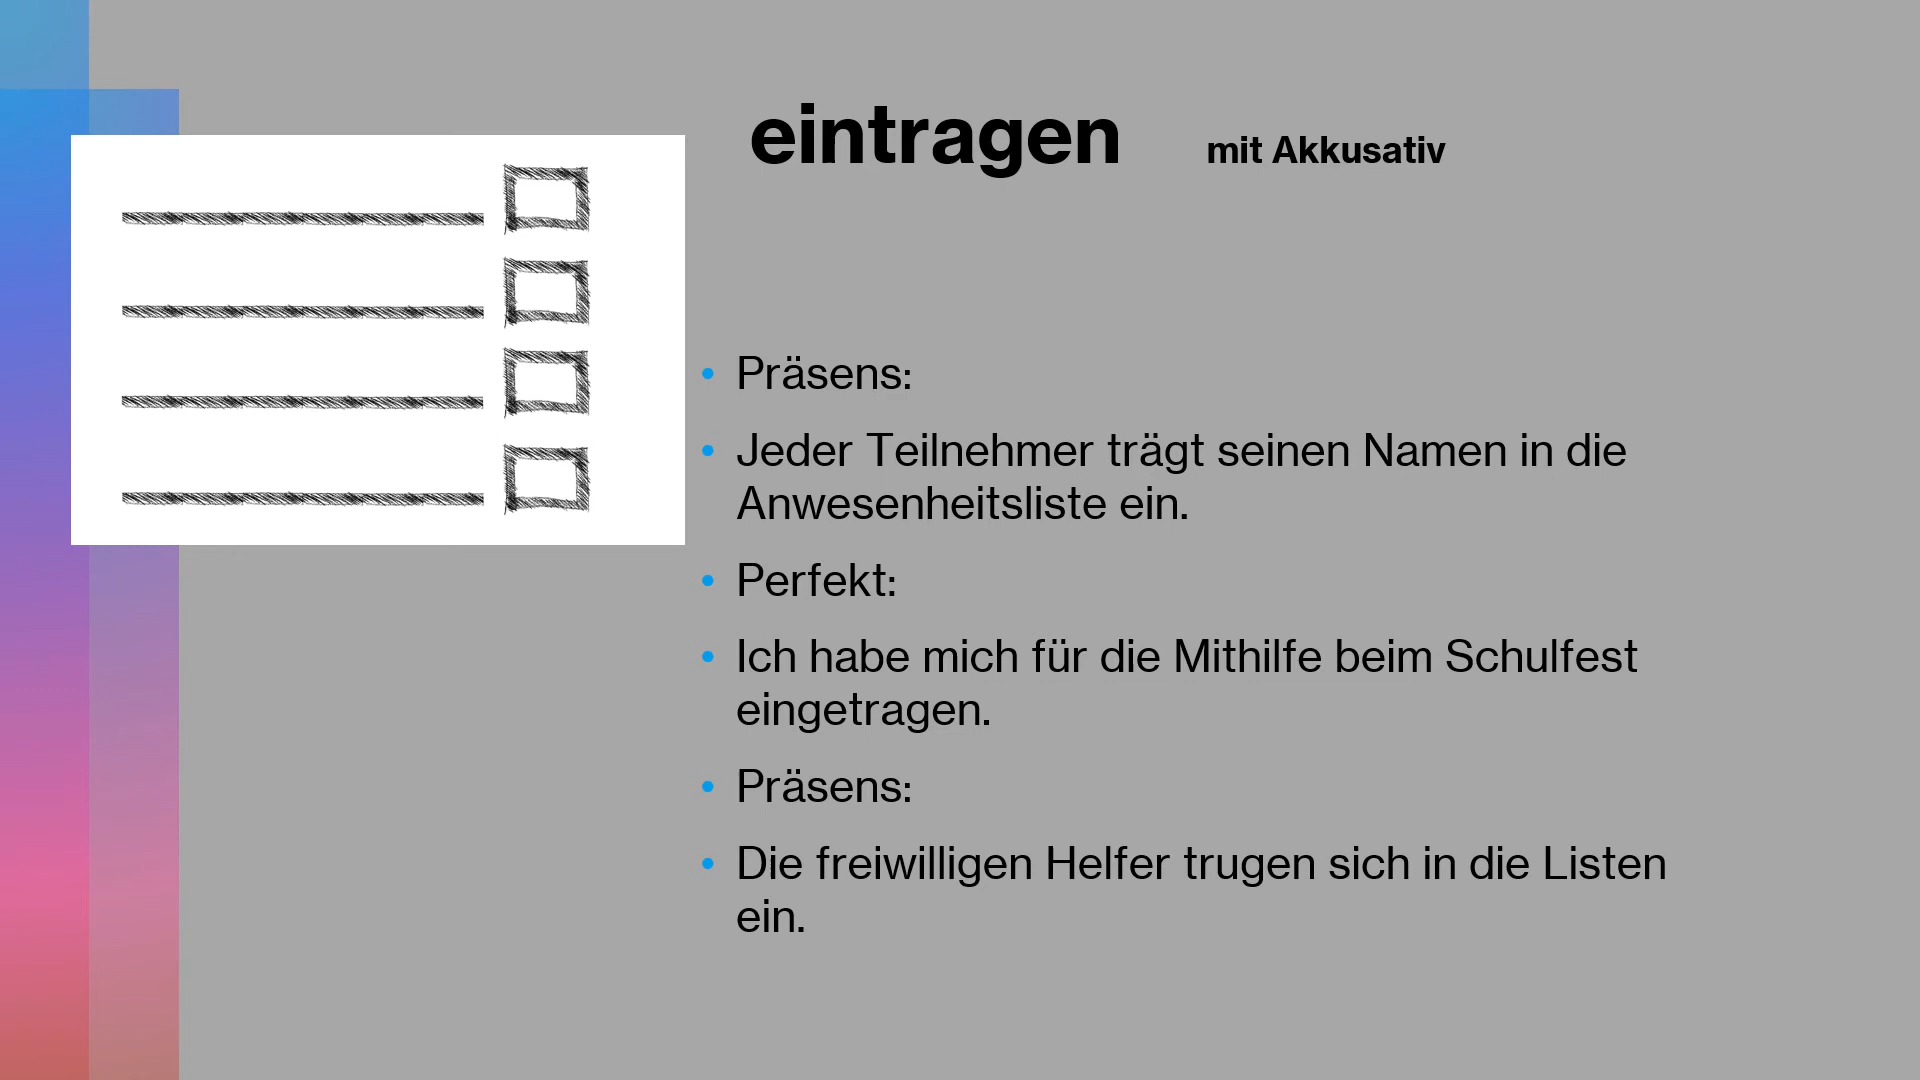 eintragen mit Akkusativ
• Präsens:
• Jeder Teilnehmer trägt seinen Namen in die
Anwesenheitsliste ein.
• Perfekt:
• Ich habe mich für die Mithilfe beim Schulfest
eingetragen.
• Präsens:
• Die freiwilligen Helfer trugen sich in die Listen
ein.